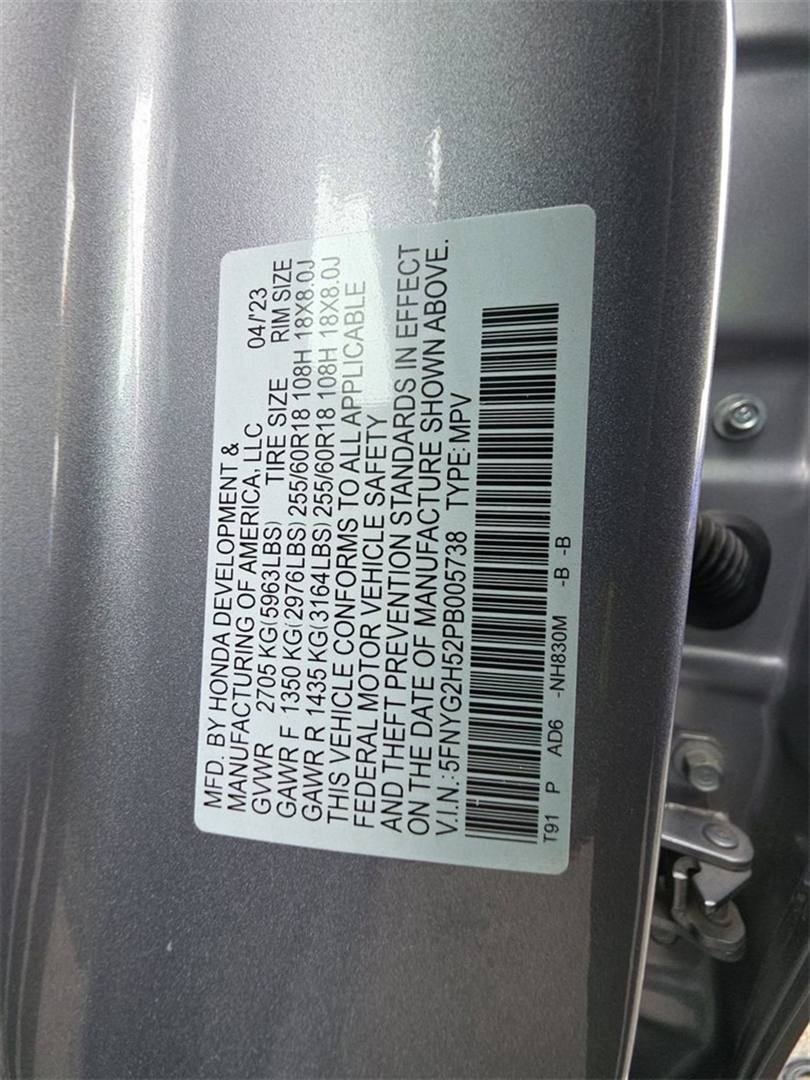 MFD. BY HONDA DEVELOPMENT &
MANUFACTURING OF AMERICA, LLC 04/'23
GVWR 2705 KG(5963LBS) TIRE SIZE RIM SIZE
GAWR F 1350 KG(2976LBS) 255/60R18 108H 18X8.0J
GAWR R 1435 KG(3164LBS) 255/60R18 108H 18X8.0J
THIS VEHICLE CONFORMS TO ALL APPLICABLE
FEDERAL MOTOR VEHICLE SAFETY
AND THEFT PREVENTION STANDARDS IN EFFECT
ON THE DATE OF MANUFACTURE SHOWN ABOVE.
V.I.N.: 5FNYG2H52PB005738 TYPE: MPV
T91 P AD6 -NH830M -B -B